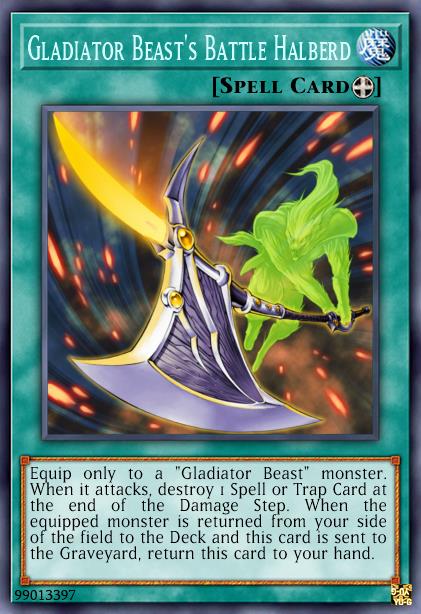 Gladiator Beast's Battle Halberd
魔
[Spell Card]
Equip only to a "Gladiator Beast" monster.
When it attacks, destroy 1 Spell or Trap Card at
the end of the Damage Step. When the
equipped monster is returned from your side
of the field to the Deck and this card is sent to
the Graveyard, return this card to your hand.
99013397